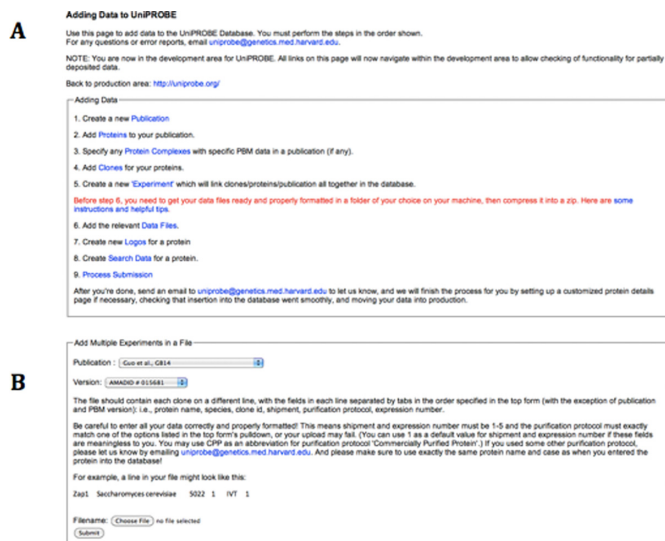 A
Adding Data to UniPROBE
Use this page to add data to the UniPROBE Database. You must perform the steps in the order shown.
For any questions or error reports, email uniprobe@genetics.med.harvard.edu.
NOTE: You are now in the development area for UniPROBE. All links on this page will now navigate within the development area to allow checking of functionality for partially
deposited data.
Back to production area: http://uniprobe.org/
Adding Data
1. Create a new Publication
2. Add Proteins to your publication.
3. Specify any Protein Complexes with specific PBM data in a publication (if any).
4. Add Clones for your proteins.
5. Create a new 'Experiment' which will link clones/proteins/publication all together in the database.
Before step 6, you need to get your data files ready and properly formatted in a folder of your choice on your machine, then compress it into a zip. Here are some
instructions and helpful tips.
6. Add the relevant Data Files.
7. Create new Logos for a protein
8. Create Search Data for a protein.
9. Process Submission
After you're done, send an email to uniprobe@genetics.med.harvard.edu to let us know, and we will finish the process for you by setting up a customized protein details
page if necessary, checking that insertion into the database went smoothly, and moving your data into production.
B
Add Multiple Experiments in a File
Publication : Guo et al., GB14
Version: AMADID # 015681
The file should contain each clone on a different line, with the fields in each line separated by tabs in the order specified in the top form (with the exception of publication
and PBM version): i.e., protein name, species, clone id, shipment, purification protocol, expression number.
Be careful to enter all your data correctly and properly formatted! This means shipment and expression number must be 1-5 and the purification protocol must exactly
match one of the options listed in the top form's pulldown, or your upload may fail. (You can use 1 as a default value for shipment and expression number if these fields
are meaningless to you. You may use CPP as an abbreviation for purification protocol 'Commercially Purified Protein'.) If you used some other purification protocol,
please let us know by emailing uniprobe@genetics.med.harvard.edu. And please make sure to use exactly the same protein name and case as when you entered the
protein into the database!
For example, a line in your file might look like this:
Zap1 Saccharomyces cerevisiae 5022 1 IVT 1
Filename: Choose File no file selected
Submit